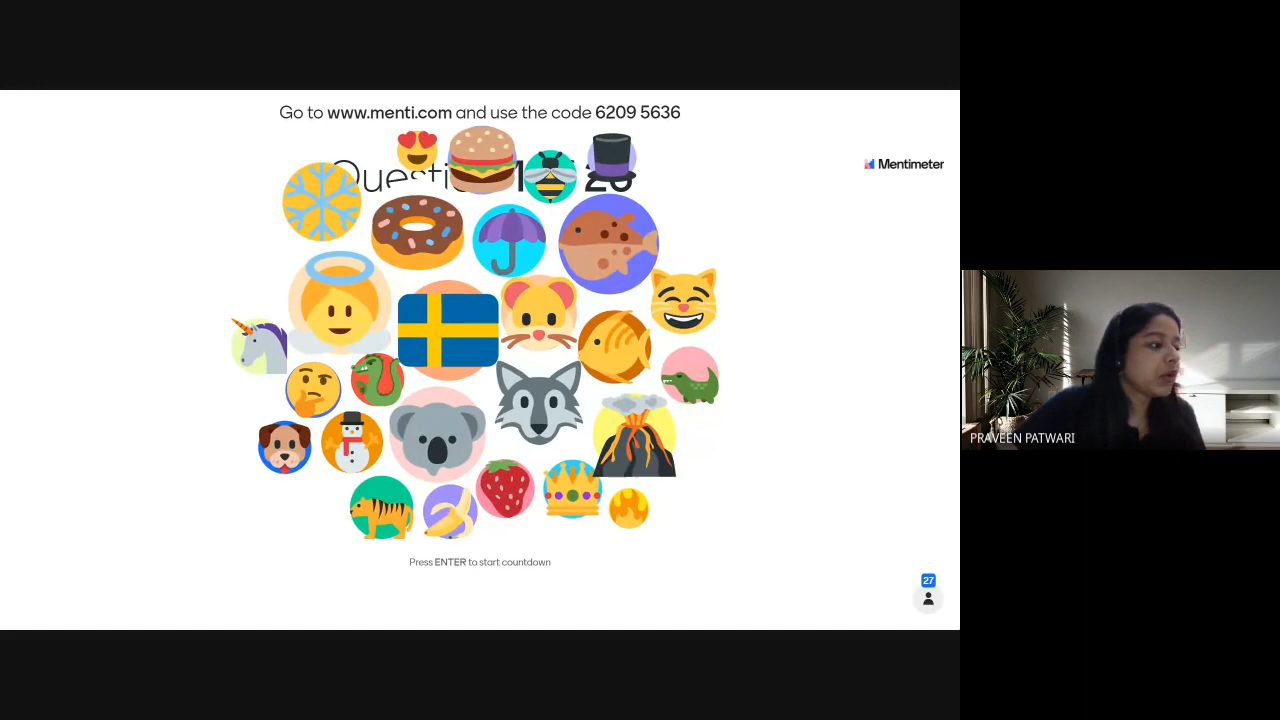 Go to www.menti.com and use the code 6209 5636
Mentimeter
Press ENTER to start countdown
27
PRAVEEN PATWARI